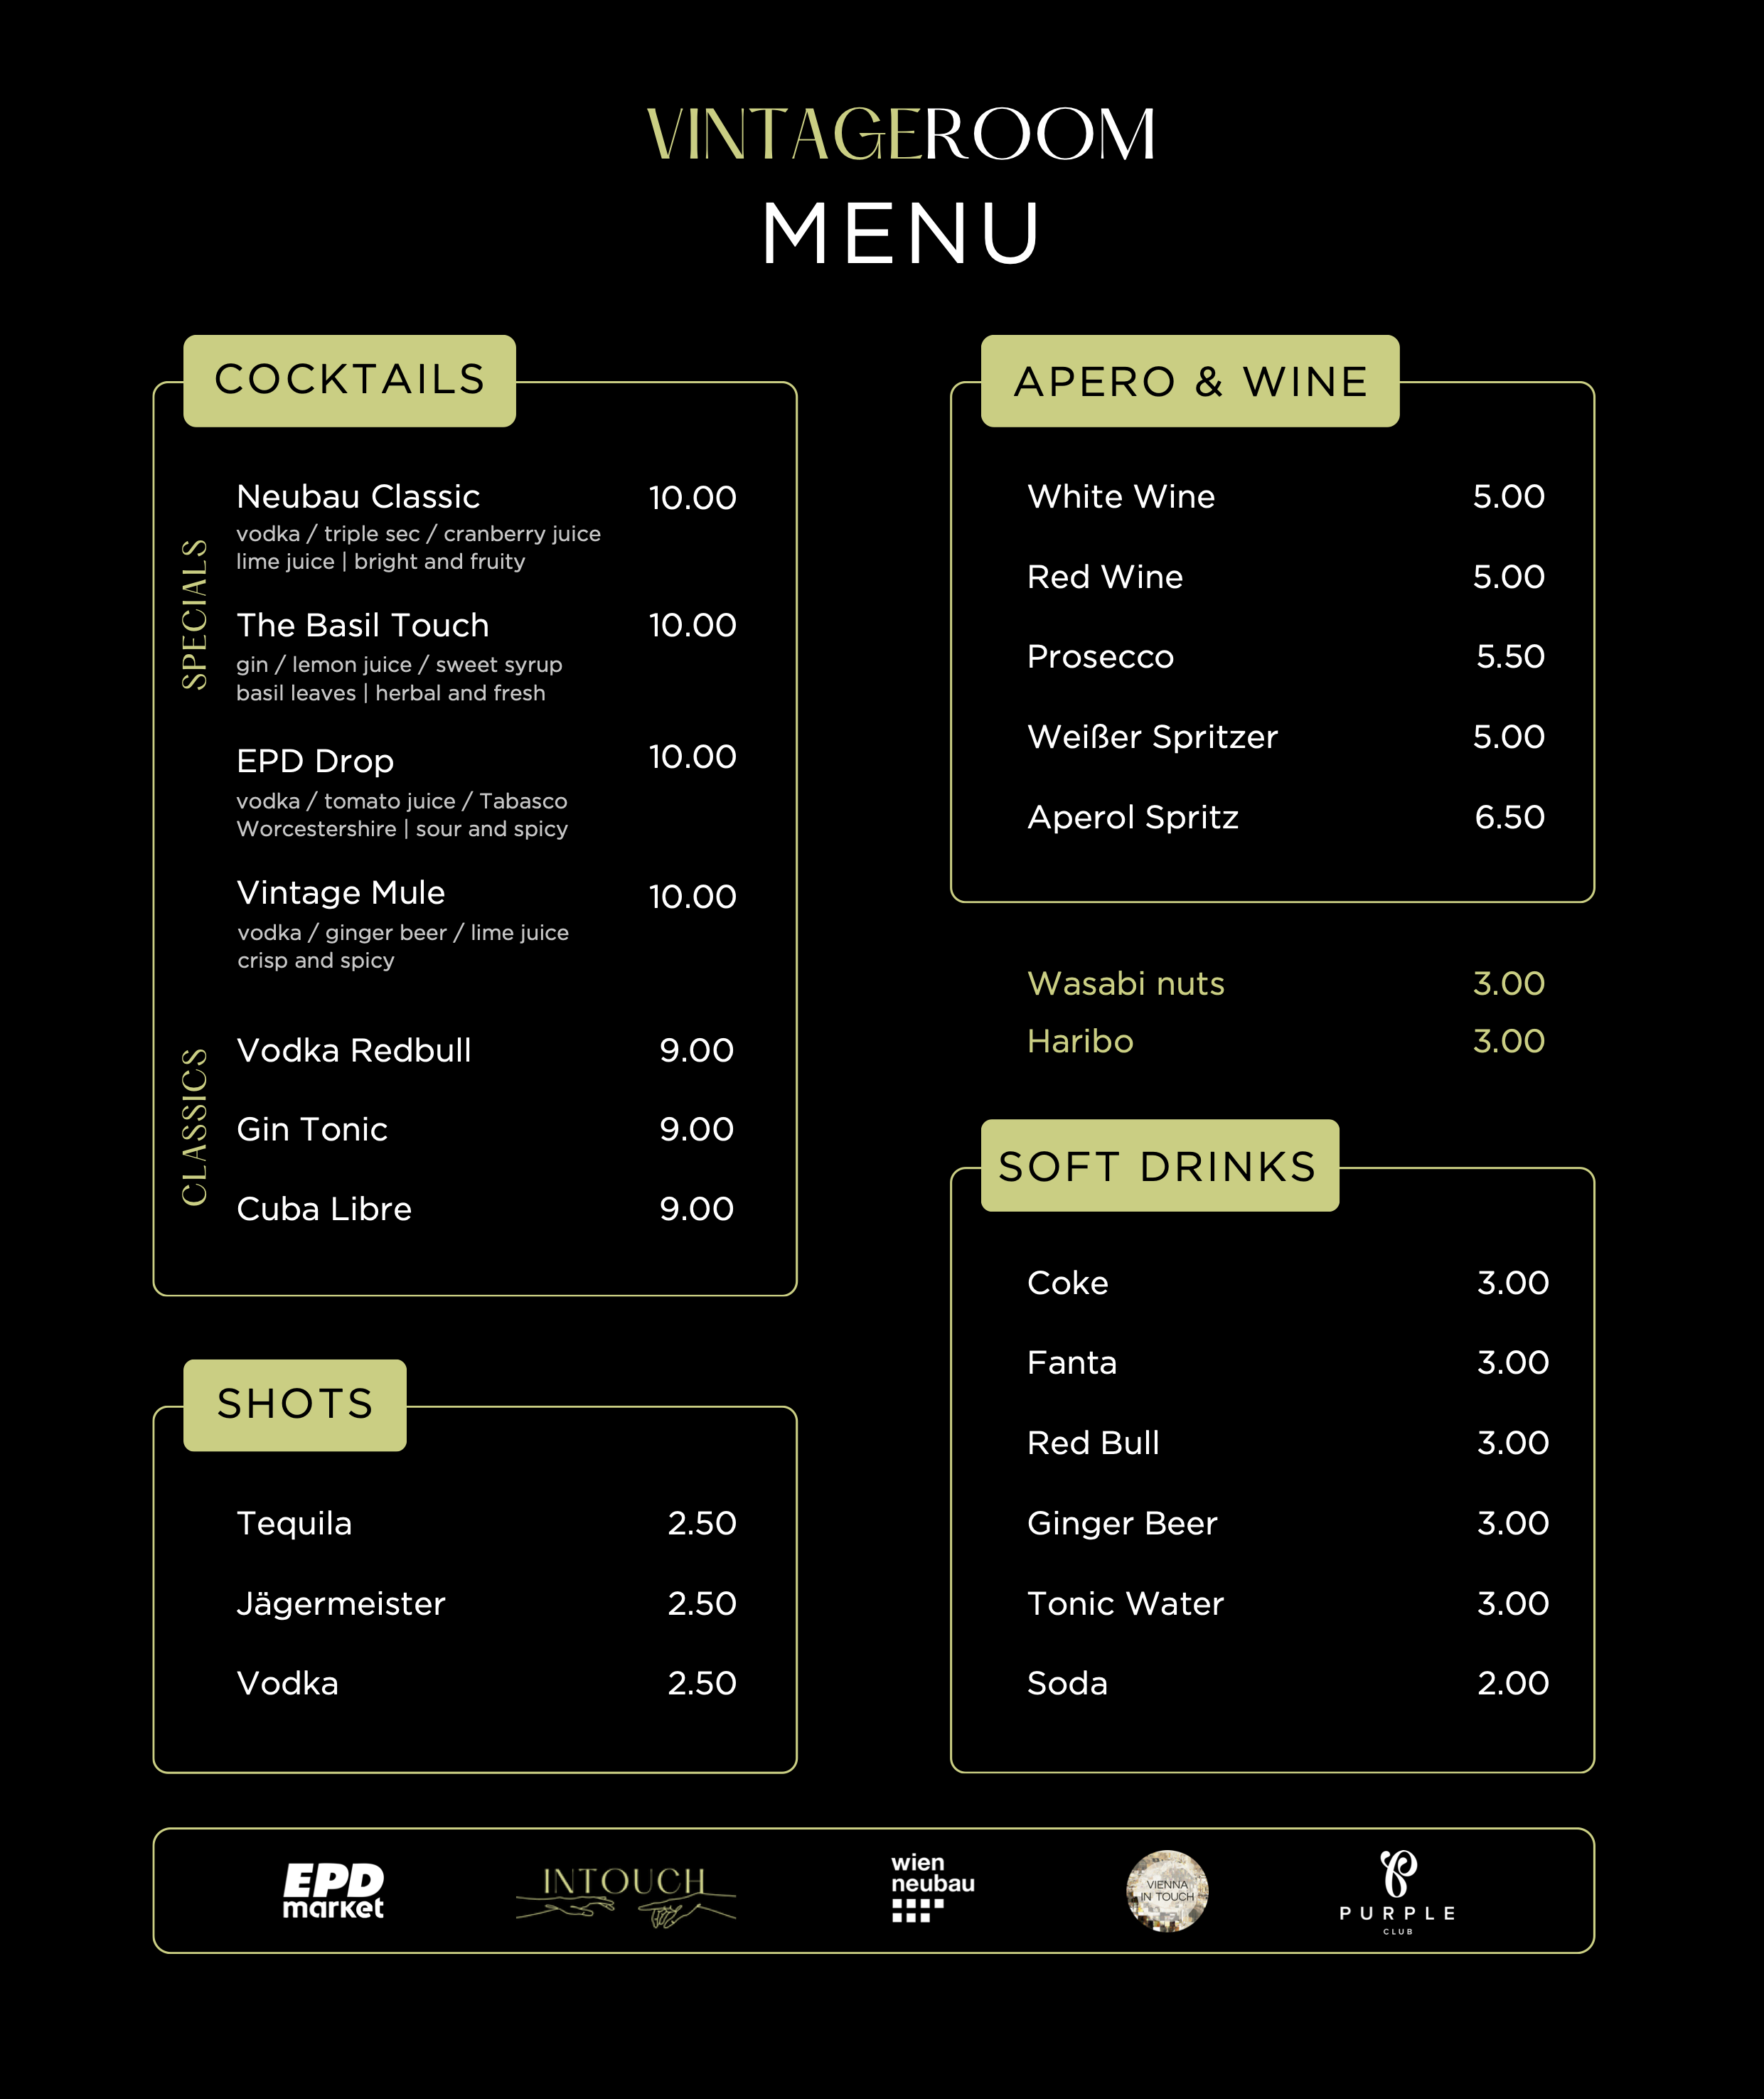 VINTAGEROOM
MENU
COCKTAILS
SPECIALS
Neubau Classic 10.00
vodka / triple sec / cranberry juice
lime juice | bright and fruity
The Basil Touch 10.00
gin / lemon juice / sweet syrup
basil leaves | herbal and fresh
EPD Drop 10.00
vodka / tomato juice / Tabasco
Worcestershire | sour and spicy
Vintage Mule 10.00
vodka / ginger beer / lime juice
crisp and spicy
CLASSICS
Vodka Redbull 9.00
Gin Tonic 9.00
Cuba Libre 9.00
SHOTS
Tequila 2.50
Jägermeister 2.50
Vodka 2.50
APERO & WINE
White Wine 5.00
Red Wine 5.00
Prosecco 5.50
Weißer Spritzer 5.00
Aperol Spritz 6.50
Wasabi nuts 3.00
Haribo 3.00
SOFT DRINKS
Coke 3.00
Fanta 3.00
Red Bull 3.00
Ginger Beer 3.00
Tonic Water 3.00
Soda 2.00
EPD
market
INTOUCH
wien
neubau
VIENNA
IN TOUCH
PURPLE
CLUB